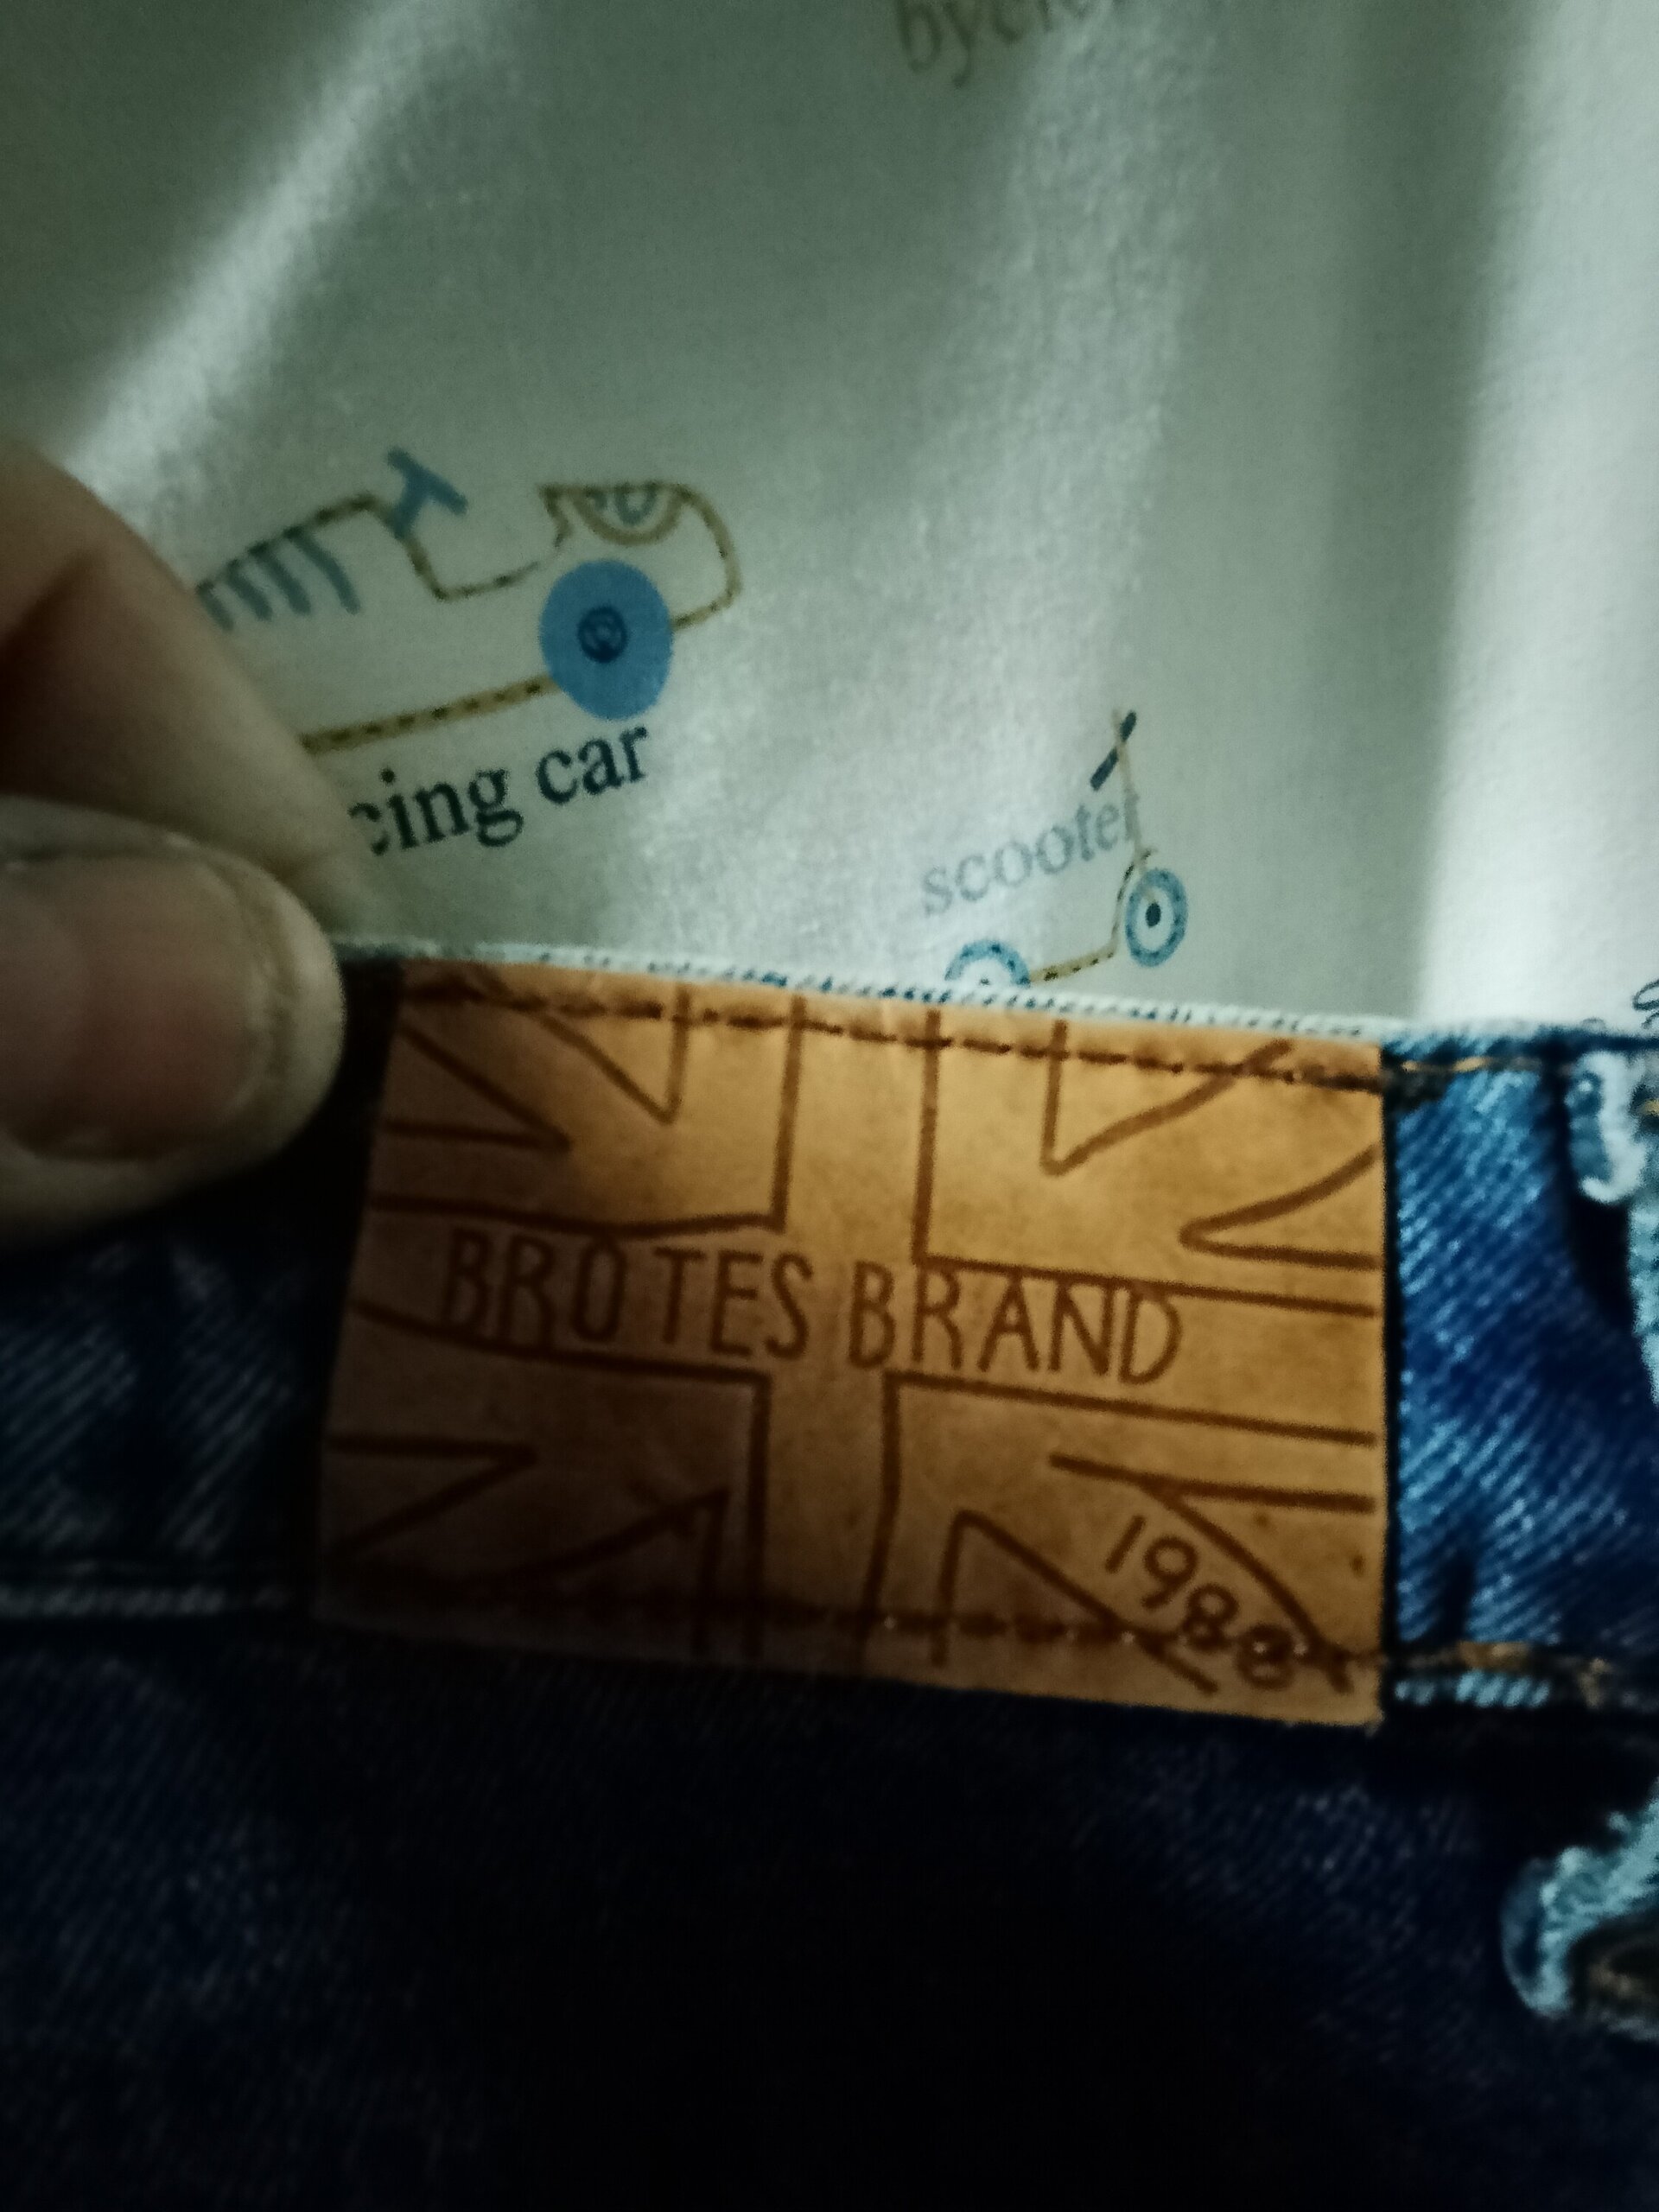 cing car
scooter
BROTES BRAND
1988